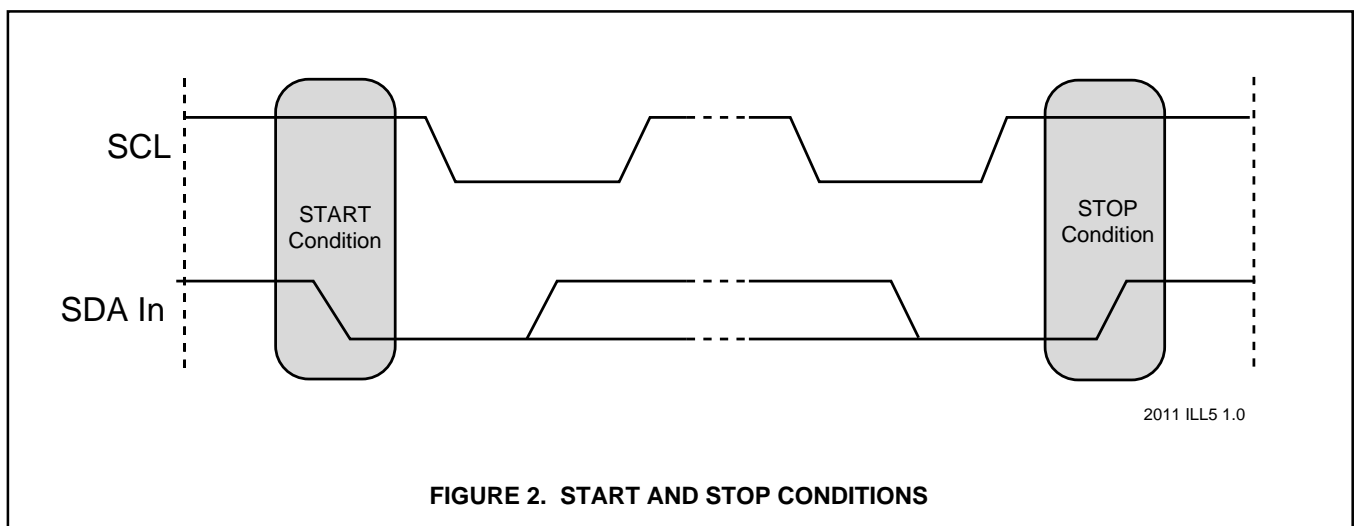 SCL
START
Condition
STOP
Condition
SDA In
2011 ILL5 1.0
FIGURE 2. START AND STOP CONDITIONS